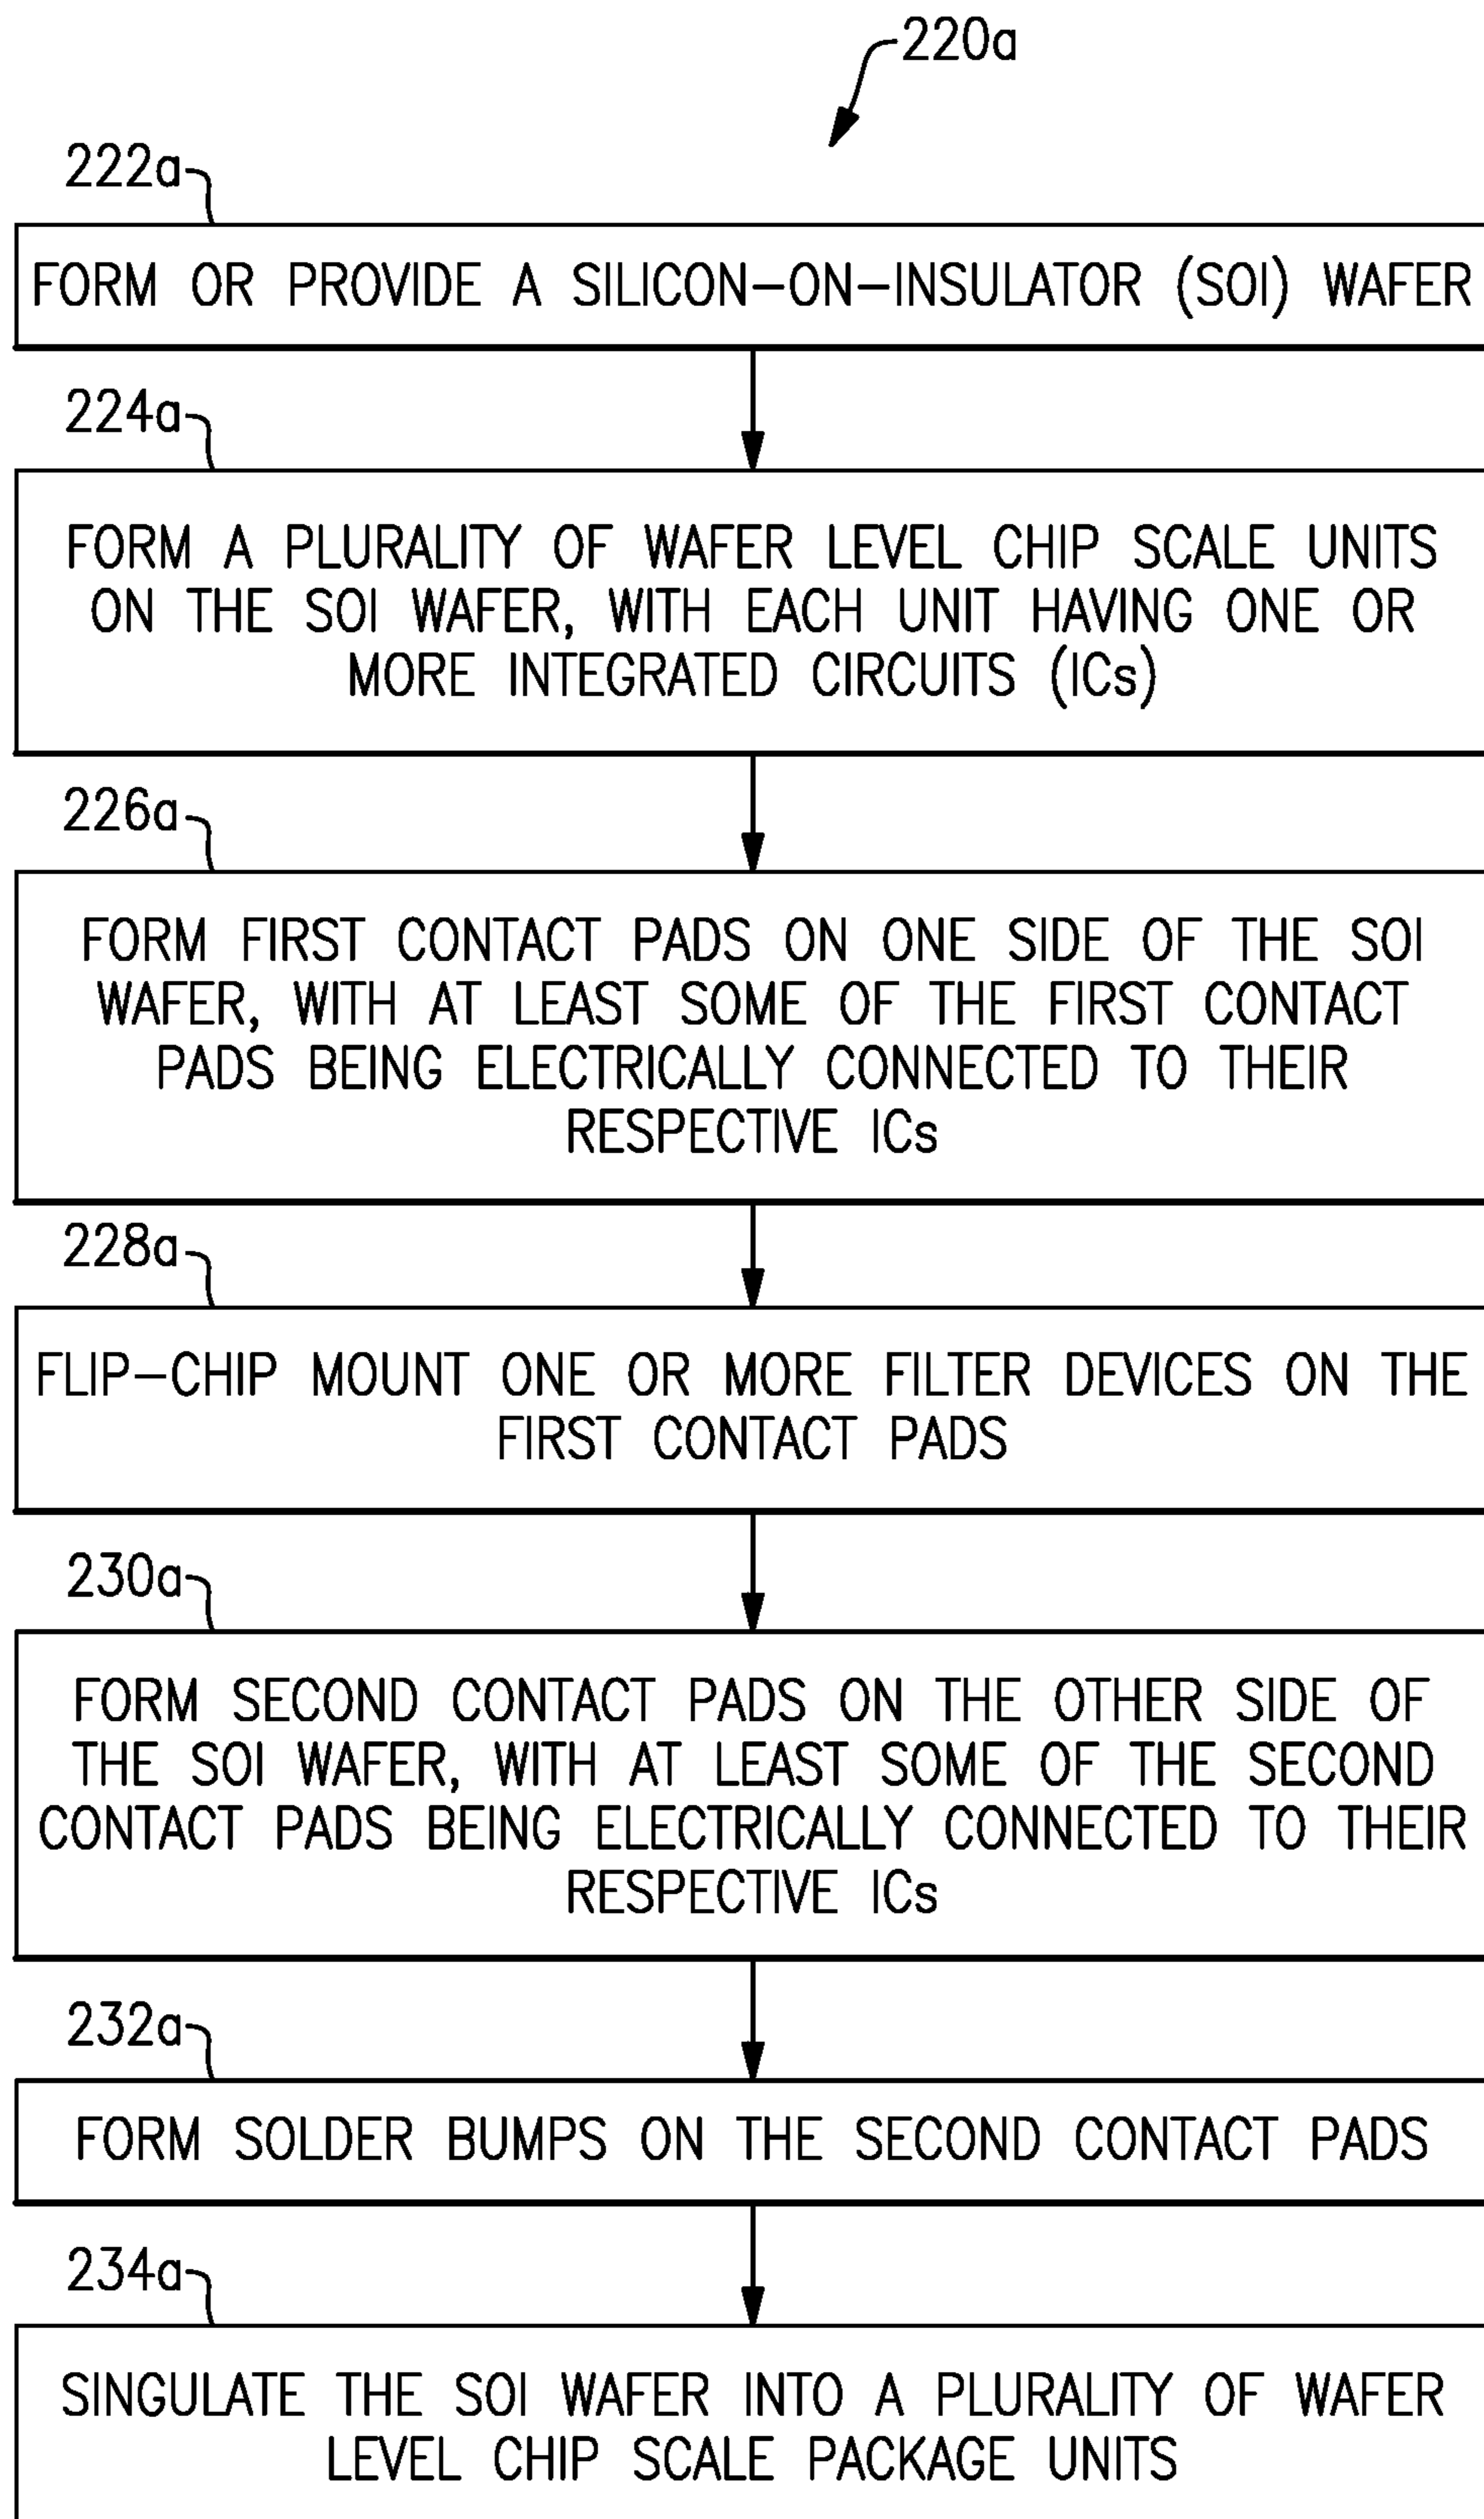 220a
222a
FORM OR PROVIDE A SILICON-ON-INSULATOR (SOI) WAFER
224a
FORM A PLURALITY OF WAFER LEVEL CHIP SCALE UNITS
ON THE SOI WAFER, WITH EACH UNIT HAVING ONE OR
MORE INTEGRATED CIRCUITS (ICs)
226a
FORM FIRST CONTACT PADS ON ONE SIDE OF THE SOI
WAFER, WITH AT LEAST SOME OF THE FIRST CONTACT
PADS BEING ELECTRICALLY CONNECTED TO THEIR
RESPECTIVE ICs
228a
FLIP-CHIP MOUNT ONE OR MORE FILTER DEVICES ON THE
FIRST CONTACT PADS
230a
FORM SECOND CONTACT PADS ON THE OTHER SIDE OF
THE SOI WAFER, WITH AT LEAST SOME OF THE SECOND
CONTACT PADS BEING ELECTRICALLY CONNECTED TO THEIR
RESPECTIVE ICs
232a
FORM SOLDER BUMPS ON THE SECOND CONTACT PADS
234a
SINGULATE THE SOI WAFER INTO A PLURALITY OF WAFER
LEVEL CHIP SCALE PACKAGE UNITS